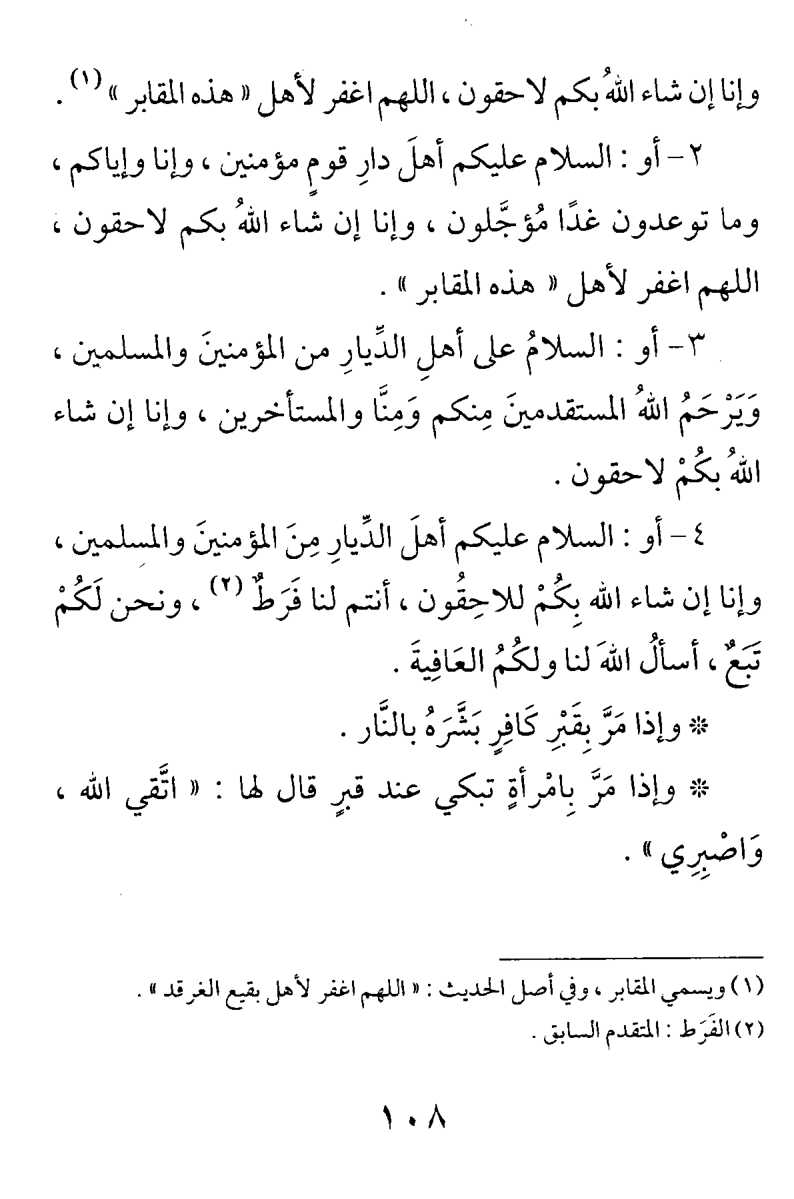 وإنا إن شاء اللهُ بكم لاحقون ، اللهم اغفر لأهل « هذه المقابر » (١) .
٢- أو : السلام عليكم أهلَ دارِ قومٍ مؤمنين ، وإنا وإياكم ،
وما توعدون غدًا مُؤجَّلون ، وإنا إن شاء اللهُ بكم لاحقون ،
اللهم اغفر لأهل « هذه المقابر » .
٣- أو : السلامُ على أهلِ الدِّيارِ من المؤمنينَ والمسلمين ،
وَيَرْحَمُ اللهُ المستقدمينَ مِنكم وَمِنَّا والمستأخرين ، وإنا إن شاء
اللهُ بكُمْ لاحقون .
٤- أو : السلام عليكم أهلَ الدِّيارِ مِنَ المؤمنينَ والمسلمين ،
وإنا إن شاء الله بِكُمْ للاحِقُون ، أنتم لنا فَرَطٌ (٢) ، ونحن لَكُمْ
تَبَعٌ ، أسألُ اللهَ لنا ولكُمُ العَافِيةَ .
* وإذا مَرَّ بِقَبْرِ كَافِرٍ بَشَّرَهُ بالنَّار .
* وإذا مَرَّ بِامْرأةٍ تبكي عند قبرٍ قال لها : « اتَّقي الله ،
وَاصْبِرِي » .
(١) ويسمي المقابر ، وفي أصل الحديث : « اللهم اغفر لأهل بقيع الغرقد » .
(٢) الفَرَط : المتقدم السابق .
١٠٨